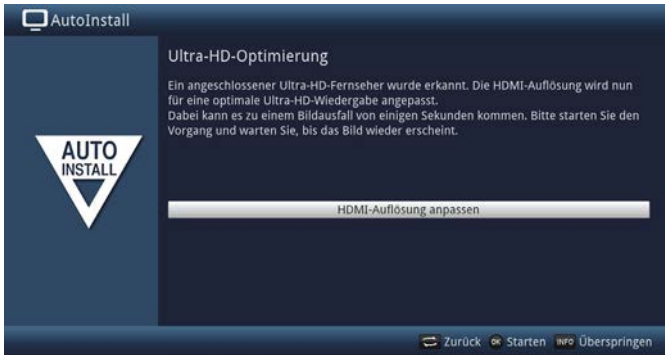 AutoInstall
Ultra-HD-Optimierung
Ein angeschlossener Ultra-HD-Fernseher wurde erkannt. Die HDMI-Auflösung wird nun
für eine optimale Ultra-HD-Wiedergabe angepasst.
Dabei kann es zu einem Bildausfall von einigen Sekunden kommen. Bitte starten Sie den
Vorgang und warten Sie, bis das Bild wieder erscheint.
AUTO
INSTALL
HDMI-Auflösung anpassen
Zurück OK Starten INFO Überspringen